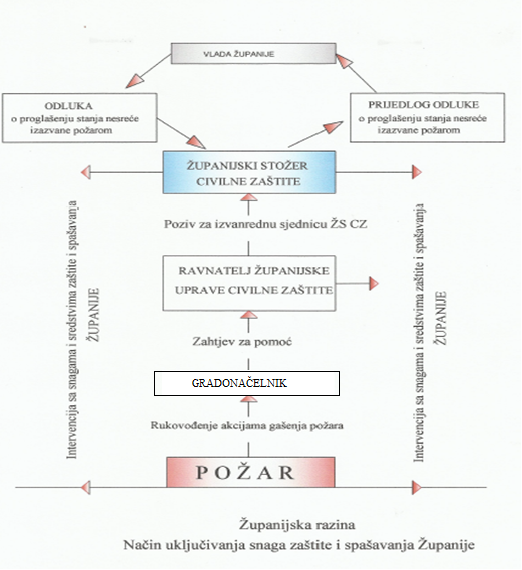 VLADA ŽUPANIJE
ODLUKA
o proglašenju stanja nesreće
izazvane požarom
PRIJEDLOG ODLUKE
o proglašenju stanja nesreće
izazvane požarom
ŽUPANIJSKI STOŽER
CIVILNE ZAŠTITE
Poziv za izvanrednu sjednicu ŽS CZ
RAVNATELJ ŽUPANIJSKE
UPRAVE CIVILNE ZAŠTITE
Zahtjev za pomoć
GRADONAČELNIK
Rukovođenje akcijama gašenja požara
POŽAR
Intervencija sa snagama i sredstvima zaštite i spašavanja
ŽUPANIJE
Intervencija sa snagama i sredstvima zaštite i spašavanja
ŽUPANIJE
Županijska razina
Način uključivanja snaga zaštite i spašavanja Županije